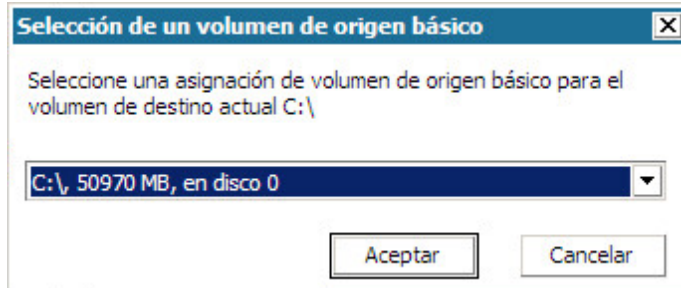 Selección de un volumen de origen básico
Seleccione una asignación de volumen de origen básico para el
volumen de destino actual C:\
C:\, 50970 MB, en disco 0
Aceptar Cancelar